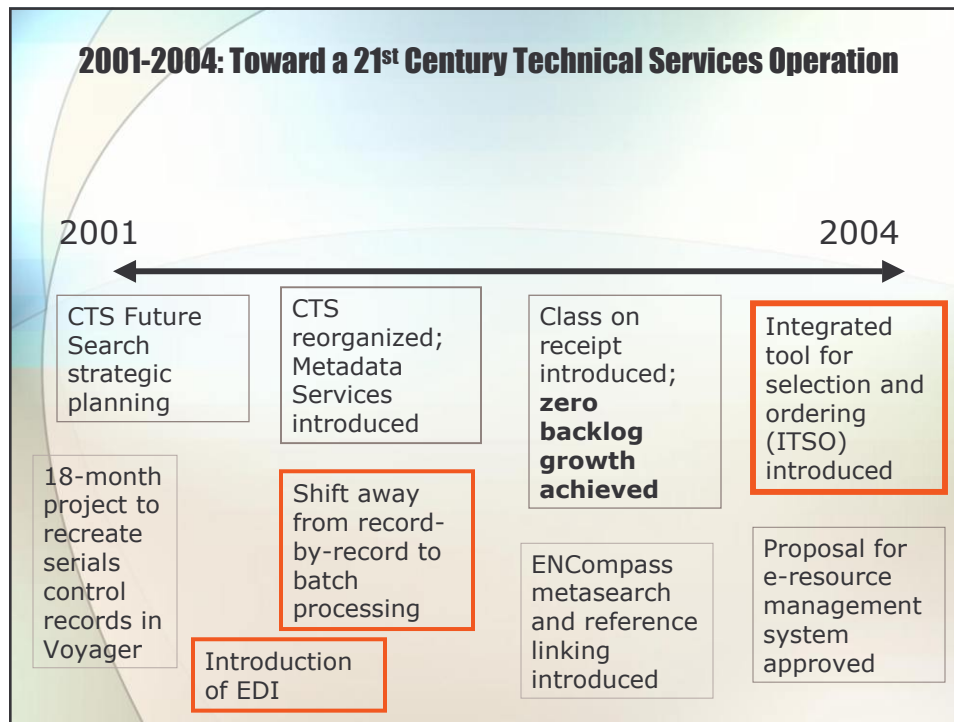 2001-2004: Toward a 21st Century Technical Services Operation
2001
2004
CTS Future
Search
strategic
planning
CTS
reorganized;
Metadata
Services
introduced
Class on
receipt
introduced;
zero
backlog
growth
achieved
Integrated
tool for
selection and
ordering
(ITSO)
introduced
18-month
project to
recreate
serials
control
records in
Voyager
Shift away
from record-
by-record to
batch
processing
Introduction
of EDI
ENCompass
metasearch
and reference
linking
introduced
Proposal for
e-resource
management
system
approved